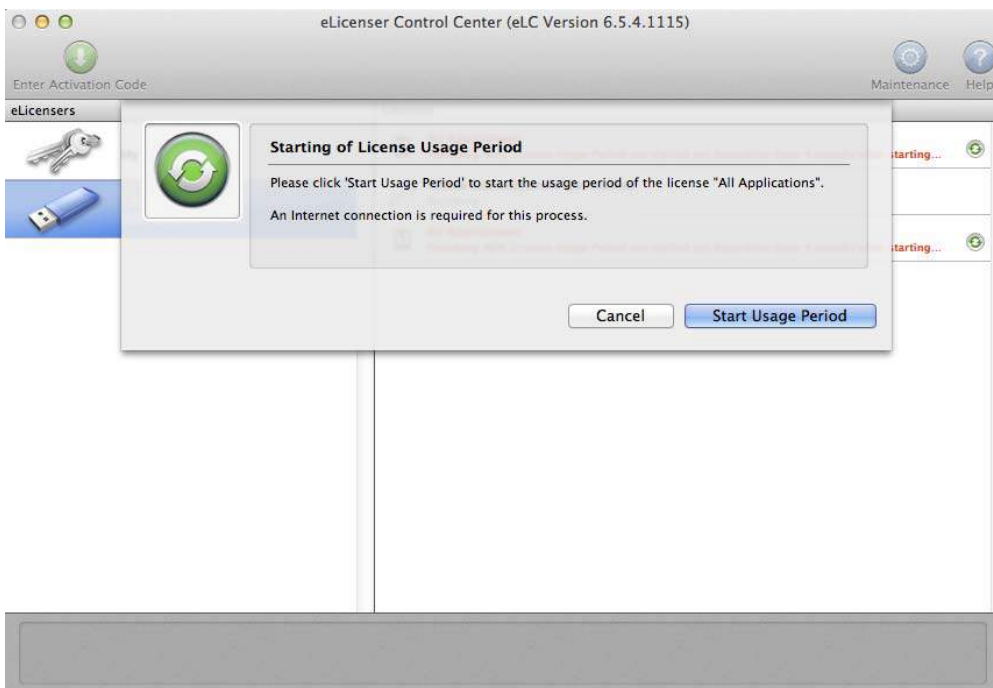 eLicenser Control Center (eLC Version 6.5.4.1115)
Enter Activation Code
Maintenance
Help
eLicensers
Starting of License Usage Period
Please click 'Start Usage Period' to start the usage period of the license "All Applications".
An Internet connection is required for this process.
starting...
starting...
Cancel
Start Usage Period